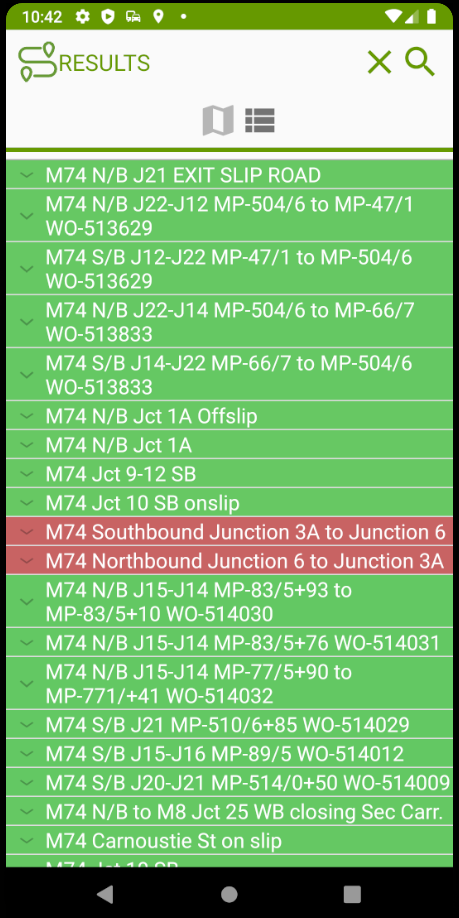 10:42
RESULTS
M74 N/B J21 EXIT SLIP ROAD
M74 N/B J22-J12 MP-504/6 to MP-47/1
WO-513629
M74 S/B J12-J22 MP-47/1 to MP-504/6
WO-513629
M74 N/B J22-J14 MP-504/6 to MP-66/7
WO-513833
M74 S/B J14-J22 MP-66/7 to MP-504/6
WO-513833
M74 N/B Jct 1A Offslip
M74 N/B Jct 1A
M74 Jct 9-12 SB
M74 Jct 10 SB onslip
M74 Southbound Junction 3A to Junction 6
M74 Northbound Junction 6 to Junction 3A
M74 N/B J15-J14 MP-83/5+93 to
MP-83/5+10 WO-514030
M74 N/B J15-J14 MP-83/5+76 WO-514031
M74 N/B J15-J14 MP-77/5+90 to
MP-771/+41 WO-514032
M74 S/B J21 MP-510/6+85 WO-514029
M74 S/B J15-J16 MP-89/5 WO-514012
M74 S/B J20-J21 MP-514/0+50 WO-514009
M74 N/B to M8 Jct 25 WB closing Sec Carr.
M74 Carnoustie St on slip
M74 Jct